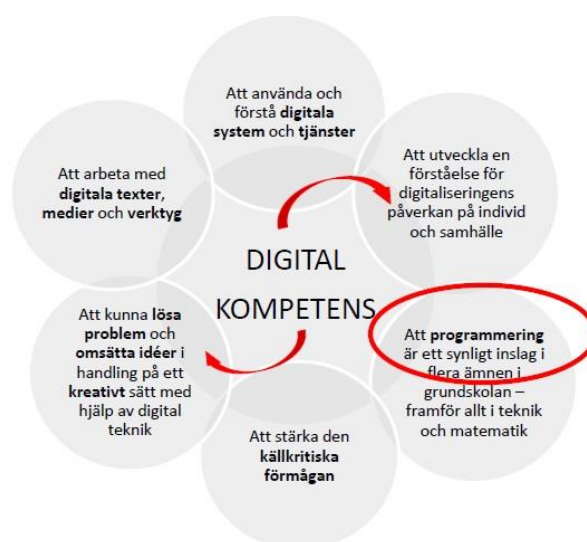 Att använda och
förstå digitala
system och tjänster
Att utveckla en
förståelse för
digitaliseringens
påverkan på individ
och samhälle
Att programmering
är ett synligt inslag i
flera ämnen i
grundskolan –
framför allt i teknik
och matematik
Att stärka den
källkritiska
förmågan
Att kunna lösa
problem och
omsätta idéer i
handling på ett
kreativt sätt med
hjälp av digital
teknik
Att arbeta med
digitala texter,
medier och verktyg
DIGITAL
KOMPETENS